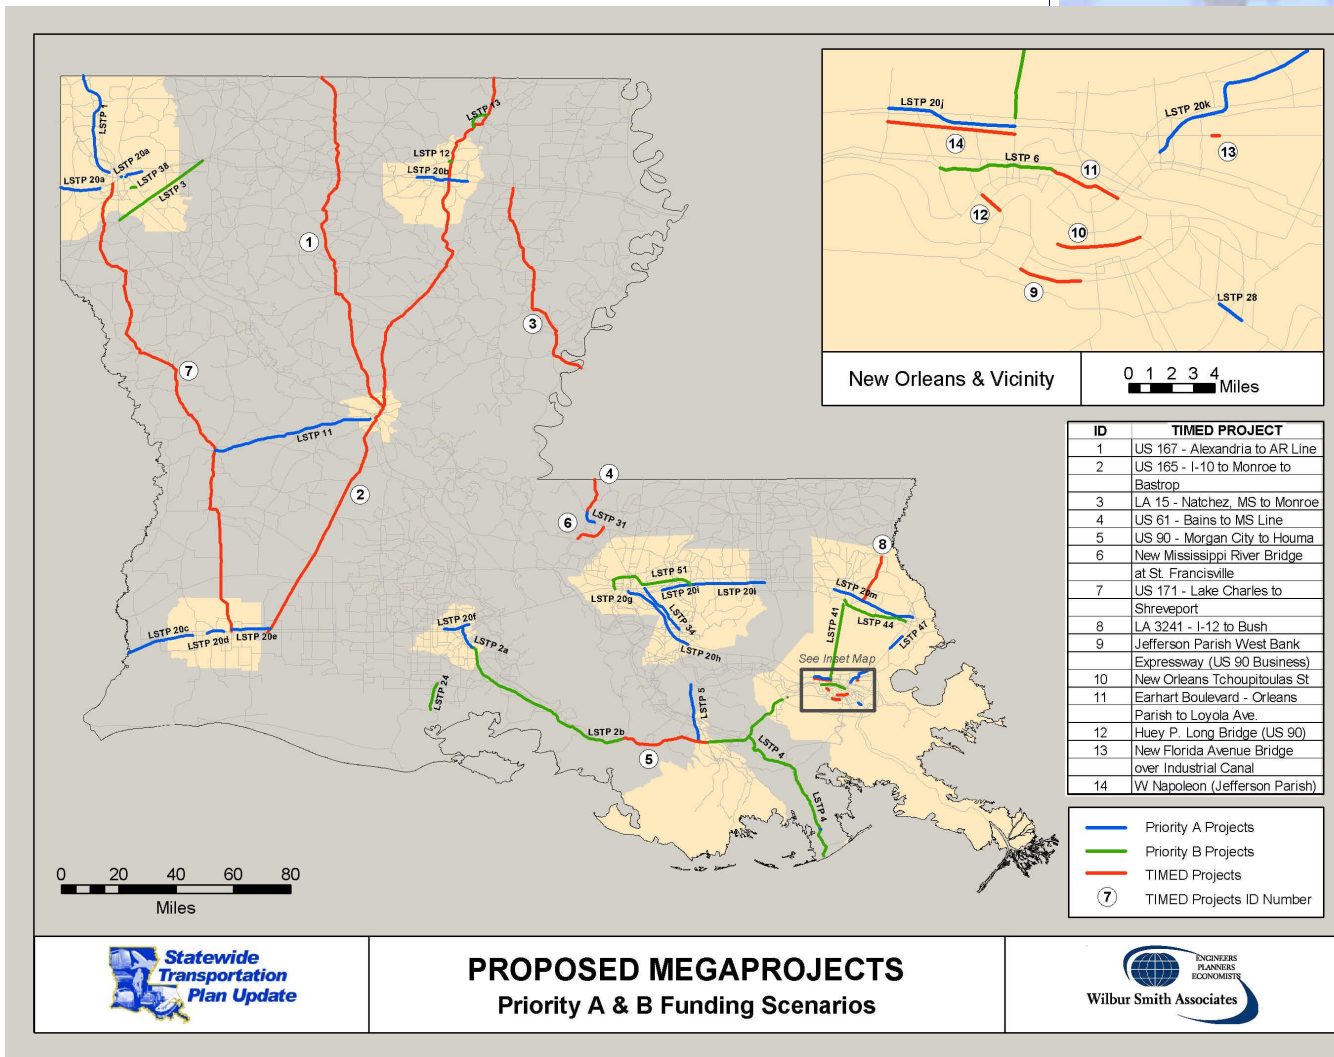 LSTP 1
LSTP 20a
LSTP 20a
LSTP 38
LSTP 3
LSTP 13
LSTP 12
LSTP 20b
1
3
7
LSTP 11
2
4
6
LSTP 31
8
LSTP 51
LSTP 20i
LSTP 20i
LSTP 20g
LSTP 34
LSTP 20h
LSTP 20m
LSTP 41
LSTP 44
LSTP 47
See Inset Map
LSTP 20c
LSTP 20d
LSTP 20e
LSTP 20f
LSTP 2a
LSTP 24
LSTP 2b
5
LSTP 5
LSTP 4
LSTP 4
0 20 40 60 80
Miles
LSTP 20j
14
LSTP 6
11
12
10
9
LSTP 20k
13
LSTP 28
New Orleans & Vicinity
0 1 2 3 4
Miles
ID TIMED PROJECT
1 US 167 - Alexandria to AR Line
2 US 165 - I-10 to Monroe to
Bastrop
3 LA 15 - Natchez, MS to Monroe
4 US 61 - Bains to MS Line
5 US 90 - Morgan City to Houma
6 New Mississippi River Bridge
at St. Francisville
7 US 171 - Lake Charles to
Shreveport
8 LA 3241 - I-12 to Bush
9 Jefferson Parish West Bank
Expressway (US 90 Business)
10 New Orleans Tchoupitoulas St
11 Earhart Boulevard - Orleans
Parish to Loyola Ave.
12 Huey P. Long Bridge (US 90)
13 New Florida Avenue Bridge
over Industrial Canal
14 W Napoleon (Jefferson Parish)
Priority A Projects
Priority B Projects
TIMED Projects
7 TIMED Projects ID Number
Statewide
Transportation
Plan Update
PROPOSED MEGAPROJECTS
Priority A & B Funding Scenarios
ENGINEERS
PLANNERS
ECONOMISTS
Wilbur Smith Associates